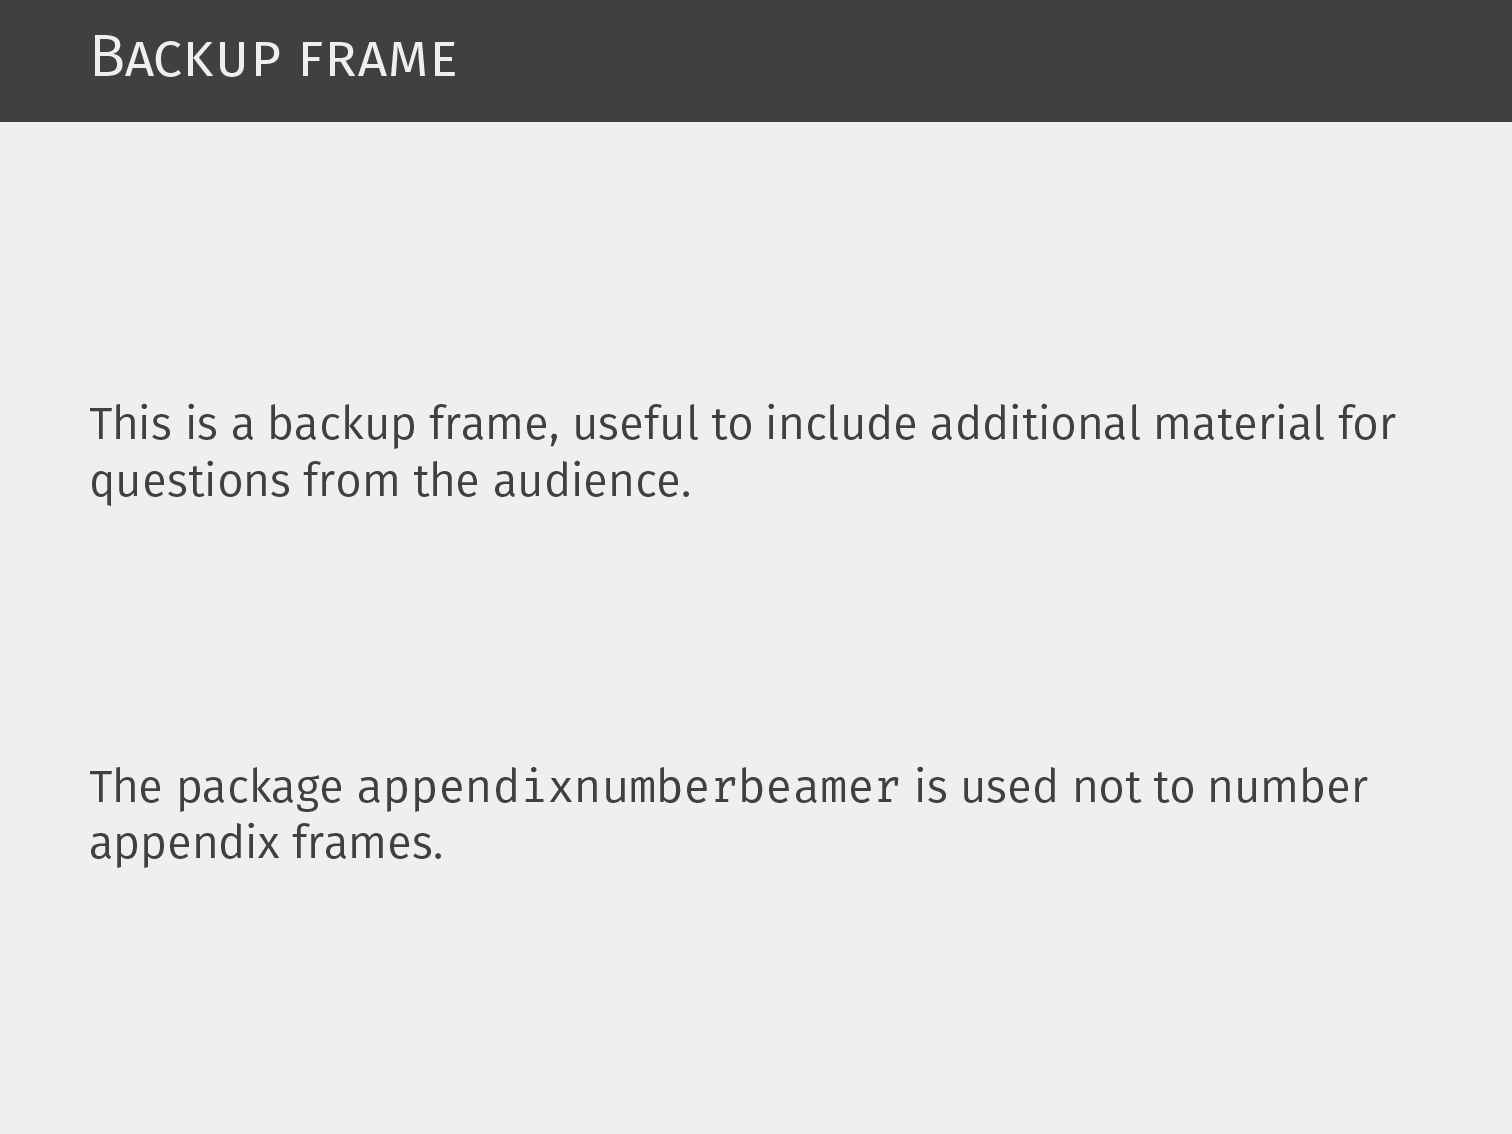 Backup frame
This is a backup frame, useful to include additional material for
questions from the audience.
The package appendixnumberbeamer is used not to number
appendix frames.